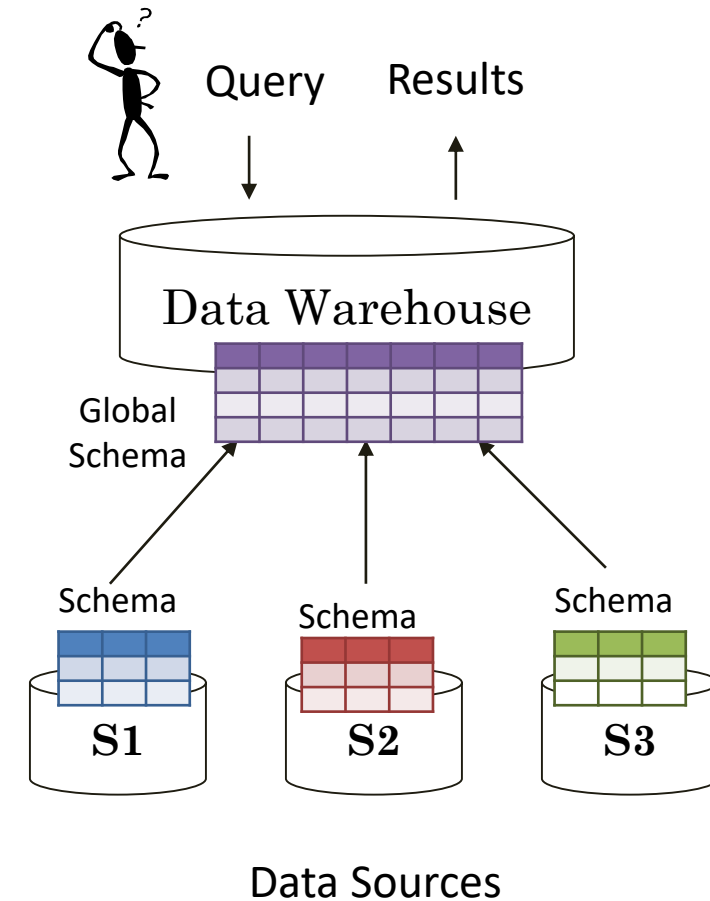 ?
Query Results
Data Warehouse
Global
Schema
Schema Schema Schema
S1 S2 S3
Data Sources